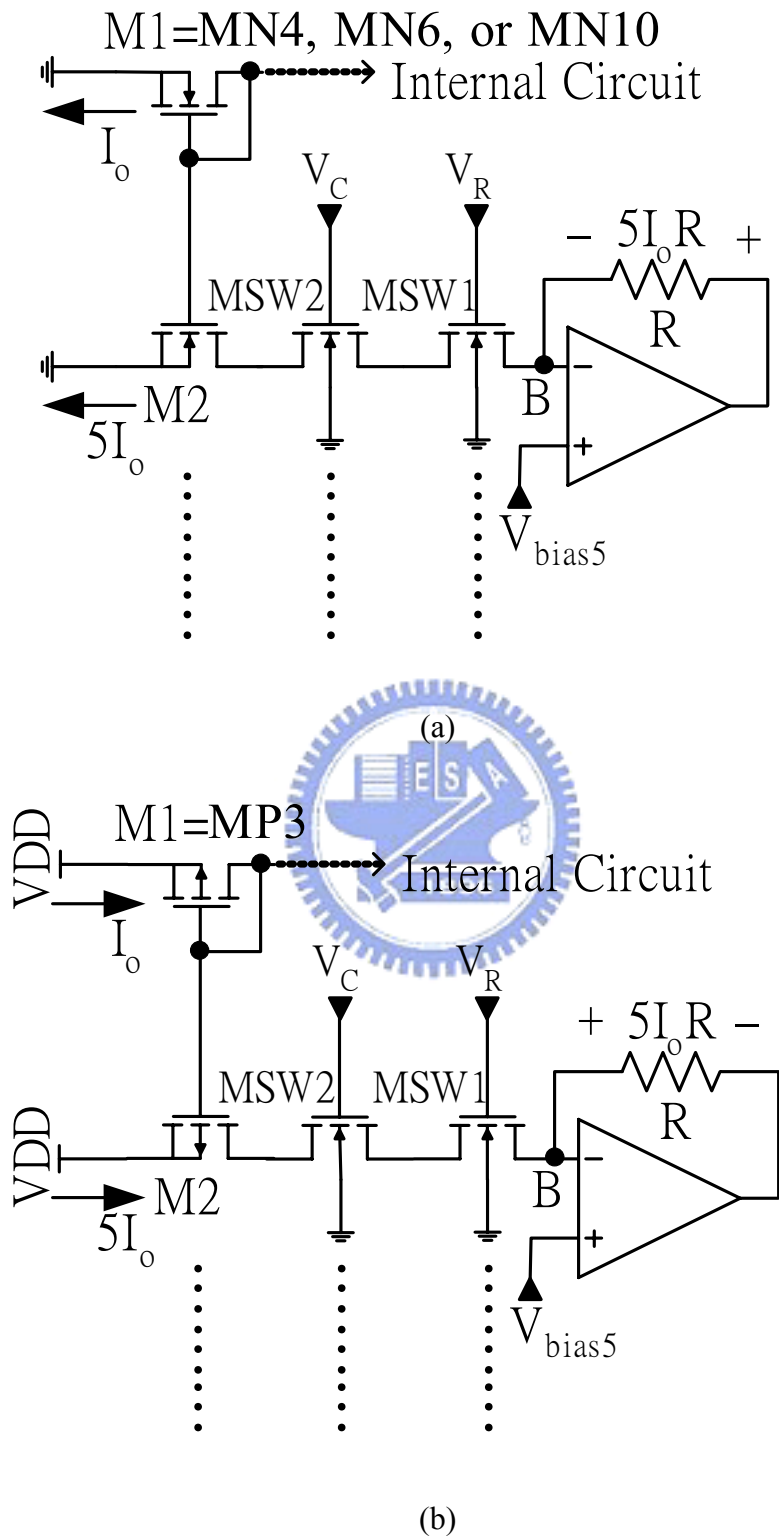 M1=MN4, MN6, or MN10
Internal Circuit
Io
VC
VR
− 5IoR +
MSW2
MSW1
R
B
−
+
M2
5Io
Vbias5
(a)
E S A
M1=MP3
VDD
Internal Circuit
Io
VC
VR
+ 5IoR −
MSW2
MSW1
R
VDD
B
−
+
M2
5Io
Vbias5
(b)